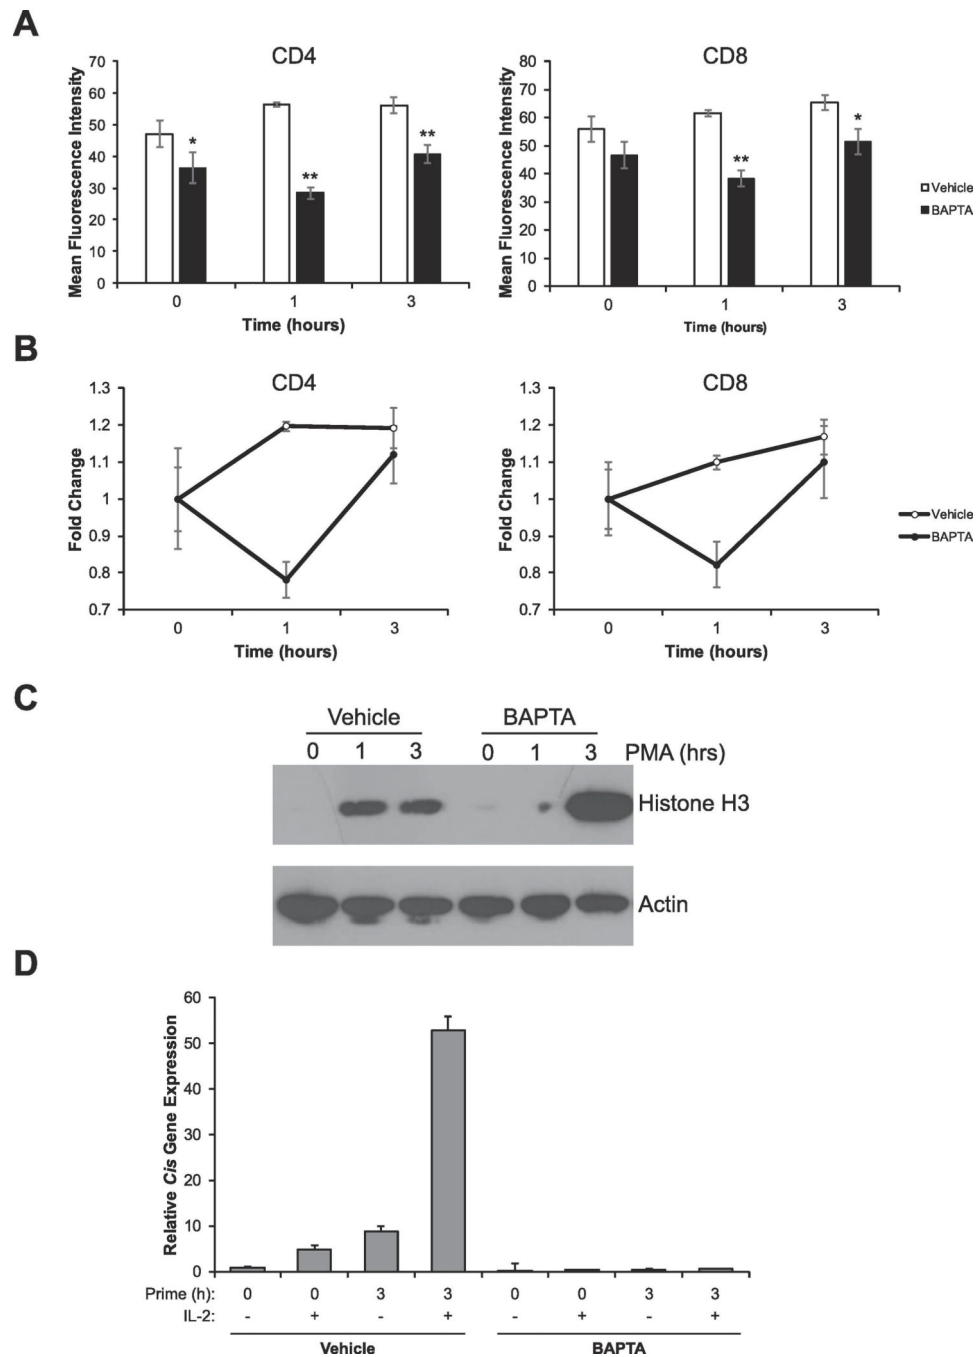 A
CD4
Mean Fluorescence Intensity
70
60
50
40
30
20
10
0
*
**
**
0 1 3
Time (hours)
CD8
Mean Fluorescence Intensity
80
70
60
50
40
30
20
10
0
**
*
0 1 3
Time (hours)
Vehicle
BAPTA
B
CD4
Fold Change
1.3
1.2
1.1
1
0.9
0.8
0.7
0 1 3
Time (hours)
CD8
Fold Change
1.3
1.2
1.1
1
0.9
0.8
0.7
0 1 3
Time (hours)
Vehicle
BAPTA
C
Vehicle BAPTA
0 1 3 0 1 3 PMA (hrs)
Histone H3
Actin
D
Relative Cis Gene Expression
60
50
40
30
20
10
0
Prime (h): 0 0 3 3 0 0 3 3
IL-2: - + - + - + - +
Vehicle BAPTA